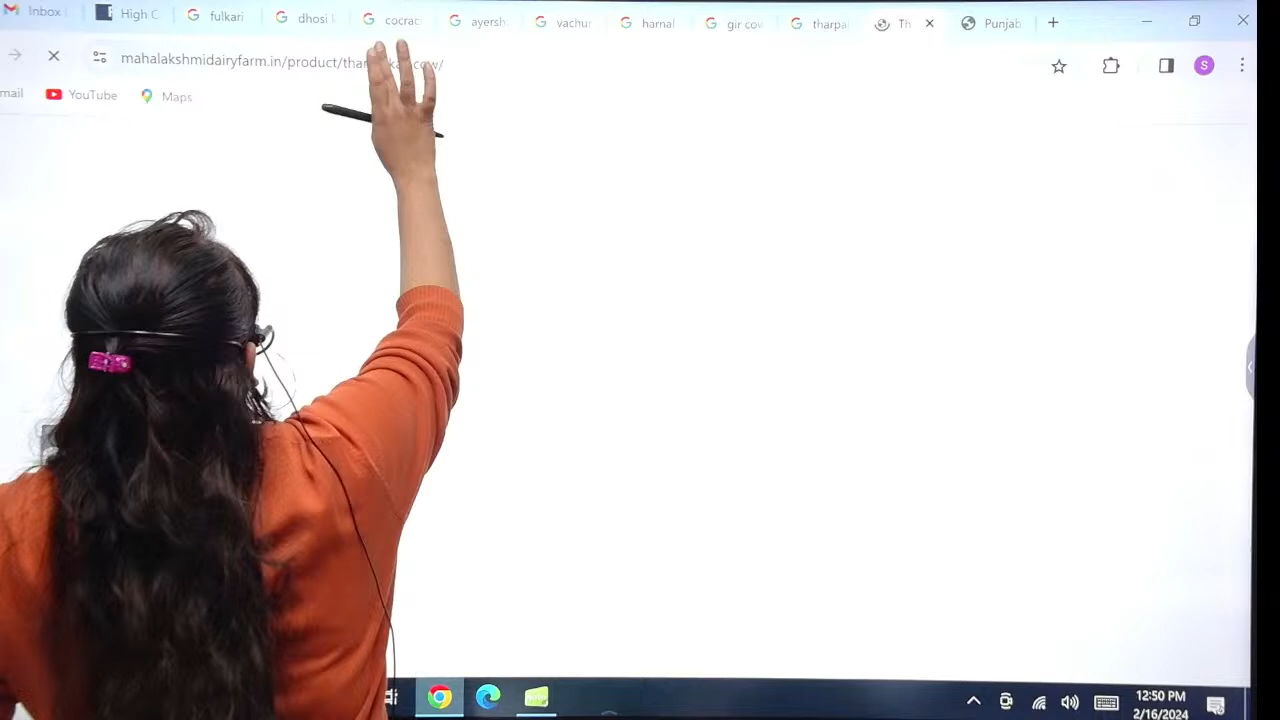 Inbox High C fulkari dhosi cocrac ayersh vachur harnal gir cov tharpa Th Punjab
mahalakshmidairyfarm.in/product/thar cow/
mail YouTube Maps
S
12:50 PM
2/16/2024